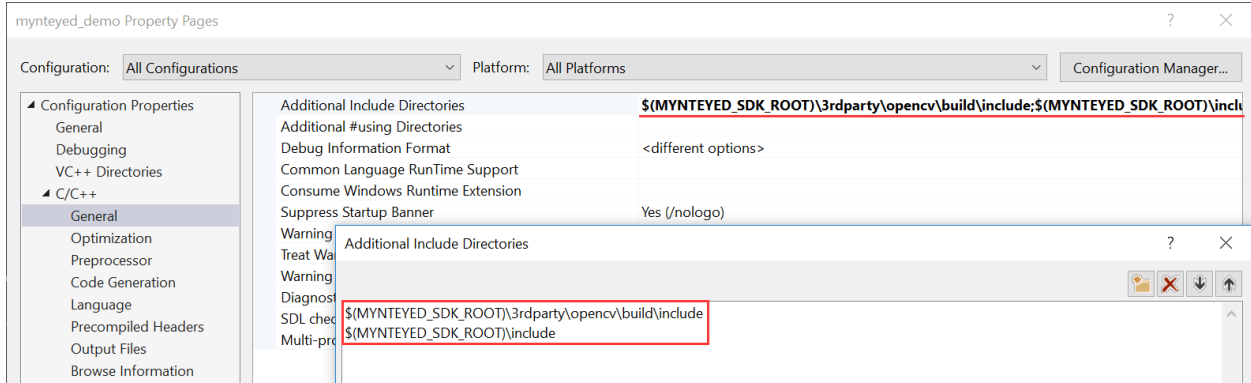 mynteyed_demo Property Pages
Configuration: All Configurations Platform: All Platforms Configuration Manager...
Configuration Properties
General
Debugging
VC++ Directories
C/C++
General
Optimization
Preprocessor
Code Generation
Language
Precompiled Headers
Output Files
Browse Information
Additional Include Directories $(MYNTEYED_SDK_ROOT)\3rdparty\opencv\build\include;$(MYNTEYED_SDK_ROOT)\inclu
Additional #using Directories
Debug Information Format <different options>
Common Language RunTime Support
Consume Windows Runtime Extension
Suppress Startup Banner Yes (/nologo)
Warning
Treat Wa
Warning
Diagnost
SDL chec
Multi-pro
Additional Include Directories
$(MYNTEYED_SDK_ROOT)\3rdparty\opencv\build\include
$(MYNTEYED_SDK_ROOT)\include